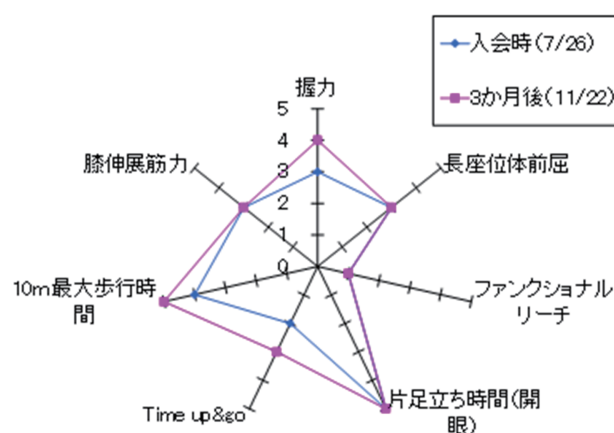 入会時(7/26)
3か月後(11/22)
握力
5
4
3
2
1
0
長座位体前屈
ファンクショナル
リーチ
片足立ち時間(開
眼)
Time up&go
10m最大歩行時
間
膝伸展筋力